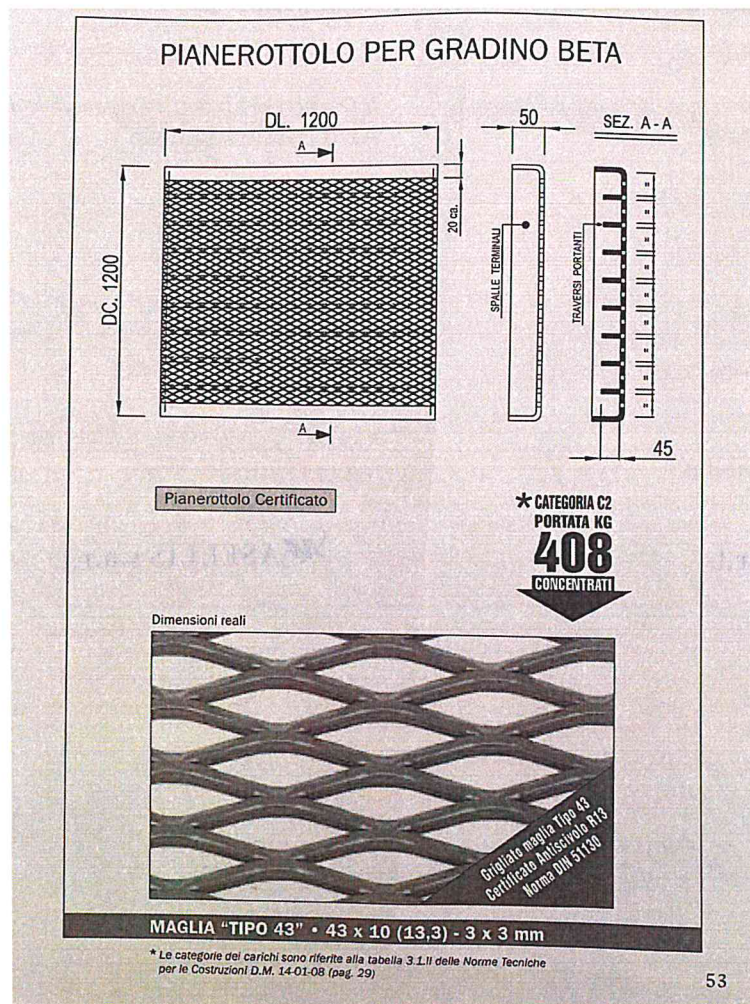 PIANEROTTOLO PER GRADINO BETA
DL. 1200
50
SEZ. A - A
A
20 ca.
DC. 1200
SPALLE TERMINALI
TRAVERSI PORTANTI
"
"
"
"
"
"
"
"
"
A
45
Pianerottolo Certificato
* CATEGORIA C2
PORTATA KG
408
CONCENTRATI
Dimensioni reali
Grigliato maglia Tipo 43
Certificato Antiscivolo R13
Norma DIN 51130
MAGLIA "TIPO 43" • 43 x 10 (13,3) - 3 x 3 mm
* Le categorie dei carichi sono riferite alla tabella 3.1.II delle Norme Tecniche
per le Costruzioni D.M. 14-01-08 (pag. 29)
53